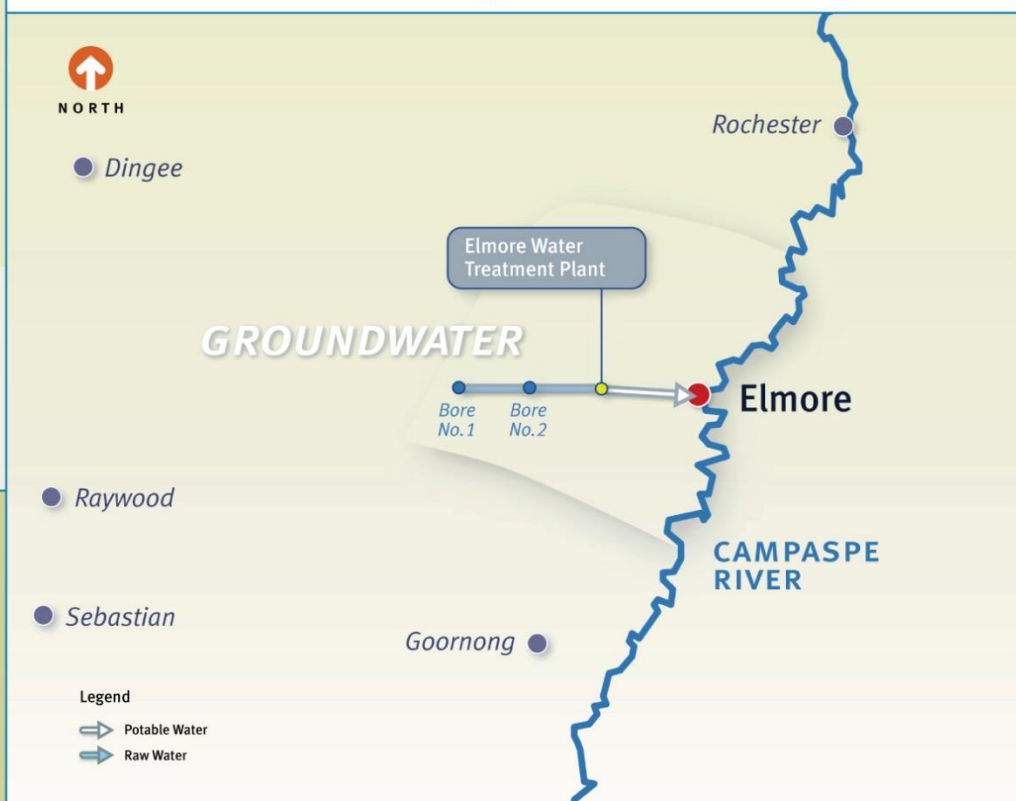 NORTH
Rochester
Dingee
Elmore Water
Treatment Plant
GROUNDWATER
Elmore
Bore
No.1
Bore
No.2
Raywood
CAMPASPE
RIVER
Sebastian
Goornong
Legend
Potable Water
Raw Water